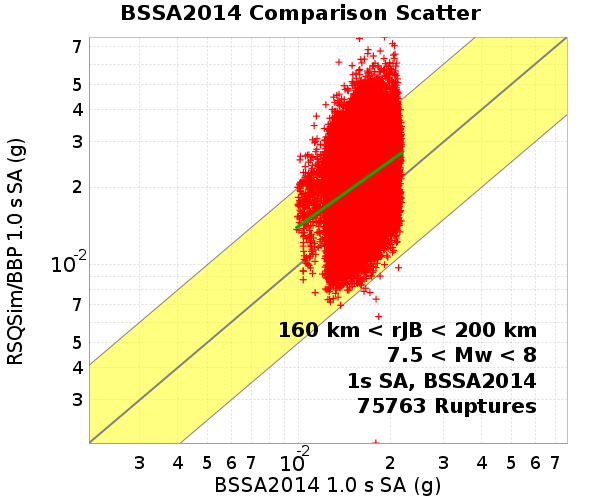 BSSA2014 Comparison Scatter
7
5
4
3
2
10-2
7
5
4
3
RSQSim/BBP 1.0 s SA (g)
160 km < rJB < 200 km
7.5 < Mw < 8
1s SA, BSSA2014
75763 Ruptures
3 4 5 6 7 10-2 2 3 4 5 6 7
BSSA2014 1.0 s SA (g)